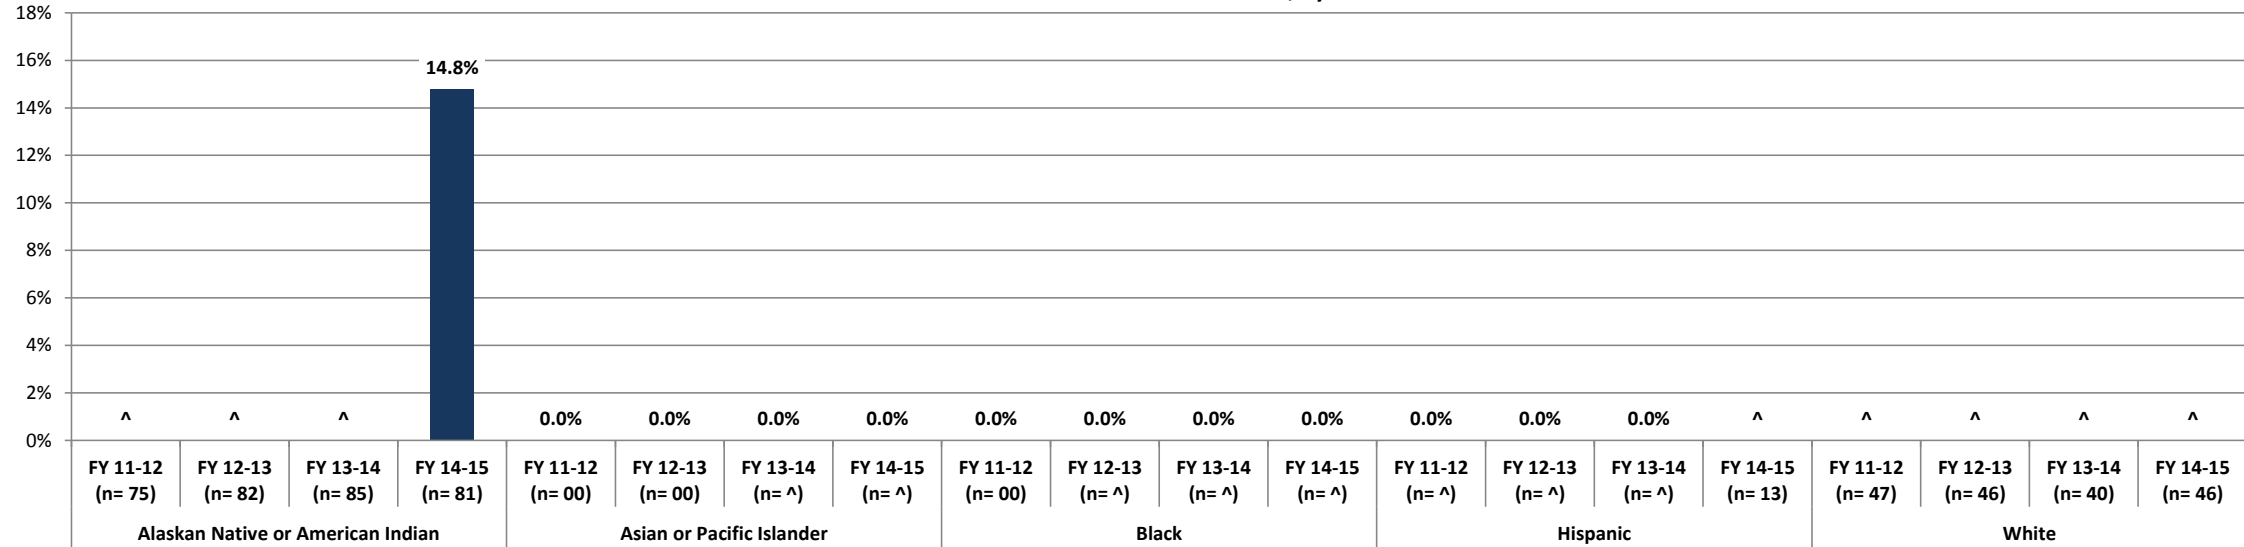 18%
16%
14%
12%
10%
8%
6%
4%
2%
0%
14.8%
^ ^ ^ 0.0% 0.0% 0.0% 0.0% 0.0% 0.0% 0.0% 0.0% 0.0% 0.0% 0.0% ^ ^ ^ ^ ^
FY 11-12 FY 12-13 FY 13-14 FY 14-15 FY 11-12 FY 12-13 FY 13-14 FY 14-15 FY 11-12 FY 12-13 FY 13-14 FY 14-15 FY 11-12 FY 12-13 FY 13-14 FY 14-15 FY 11-12 FY 12-13 FY 13-14 FY 14-15
(n= 75) (n= 82) (n= 85) (n= 81) (n= 00) (n= 00) (n= ^) (n= ^) (n= 00) (n= ^) (n= ^) (n= ^) (n= ^) (n= ^) (n= ^) (n= 13) (n= 47) (n= 46) (n= 40) (n= 46)
Alaskan Native or American Indian Asian or Pacific Islander Black Hispanic White